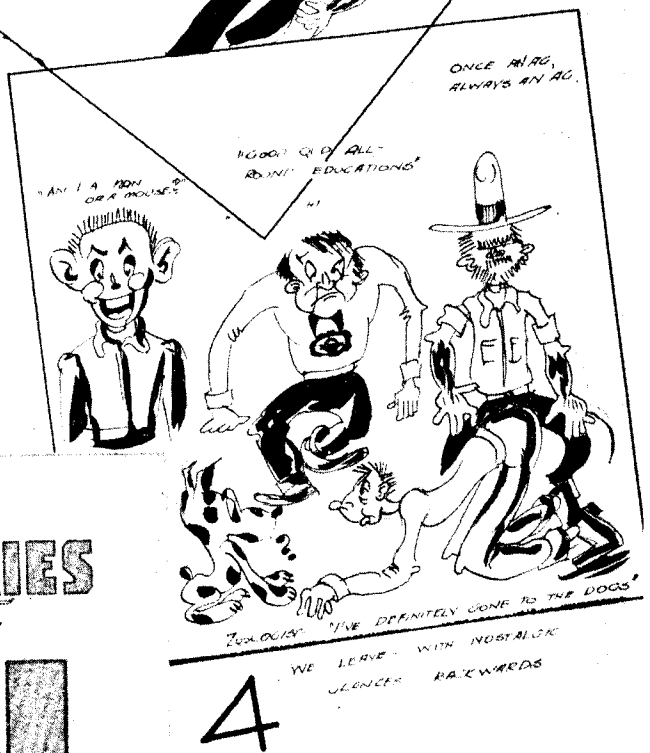 ONCE AN AG,
ALWAYS AN AG.
"GOOD OLD ALL-
ROUND EDUCATIONS"
"AM I A MAN
OR A MOUSE?"
IES
ZOOLOGIST "I'VE DEFINITELY GONE TO THE DOGS"
4
WE LEAVE WITH NOSTALGIC
GLANCES BACKWARDS